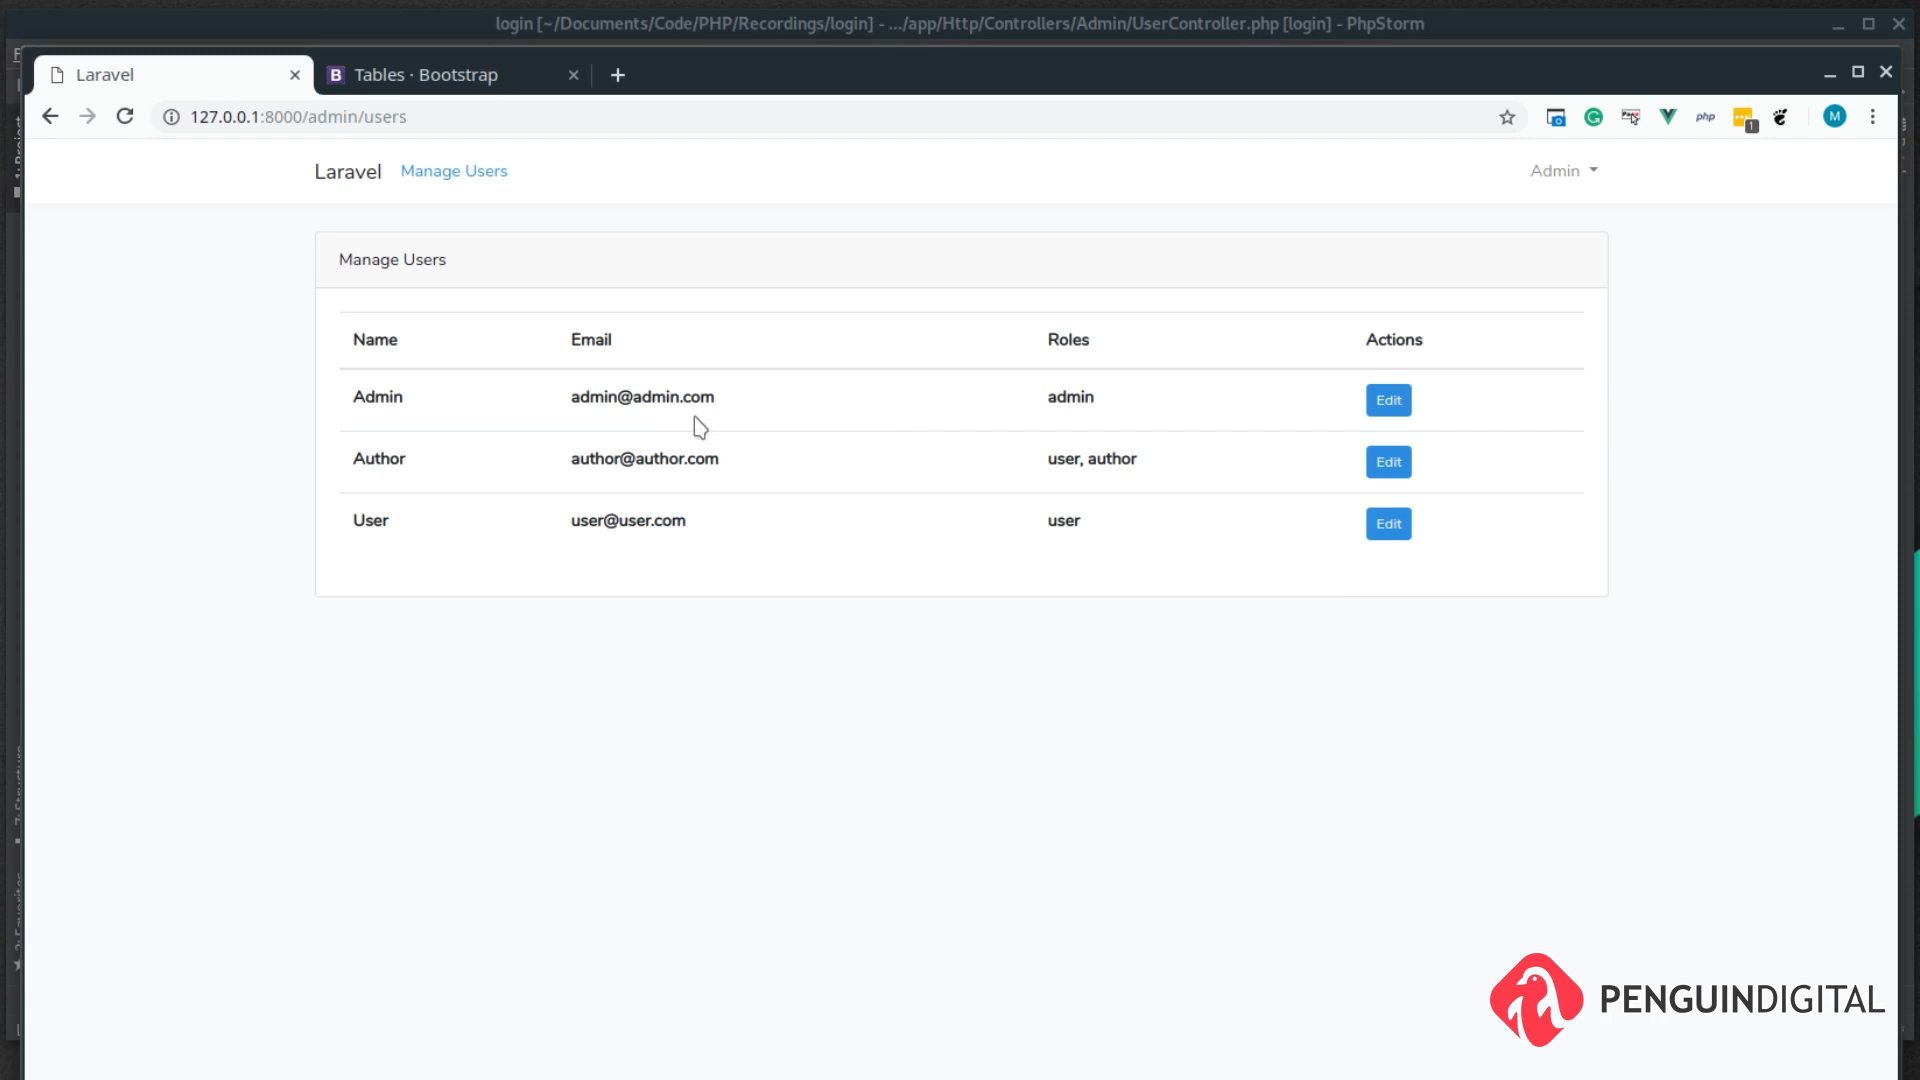 login [~/Documents/Code/PHP/Recordings/login] - .../app/Http/Controllers/Admin/UserController.php [login] - PhpStorm
Laravel
B Tables · Bootstrap
127.0.0.1:8000/admin/users
php
1
M
Laravel Manage Users Admin
Manage Users
Name Email Roles Actions
Admin admin@admin.com admin Edit
Author author@author.com user, author Edit
User user@user.com user Edit
PENGUINDIGITAL